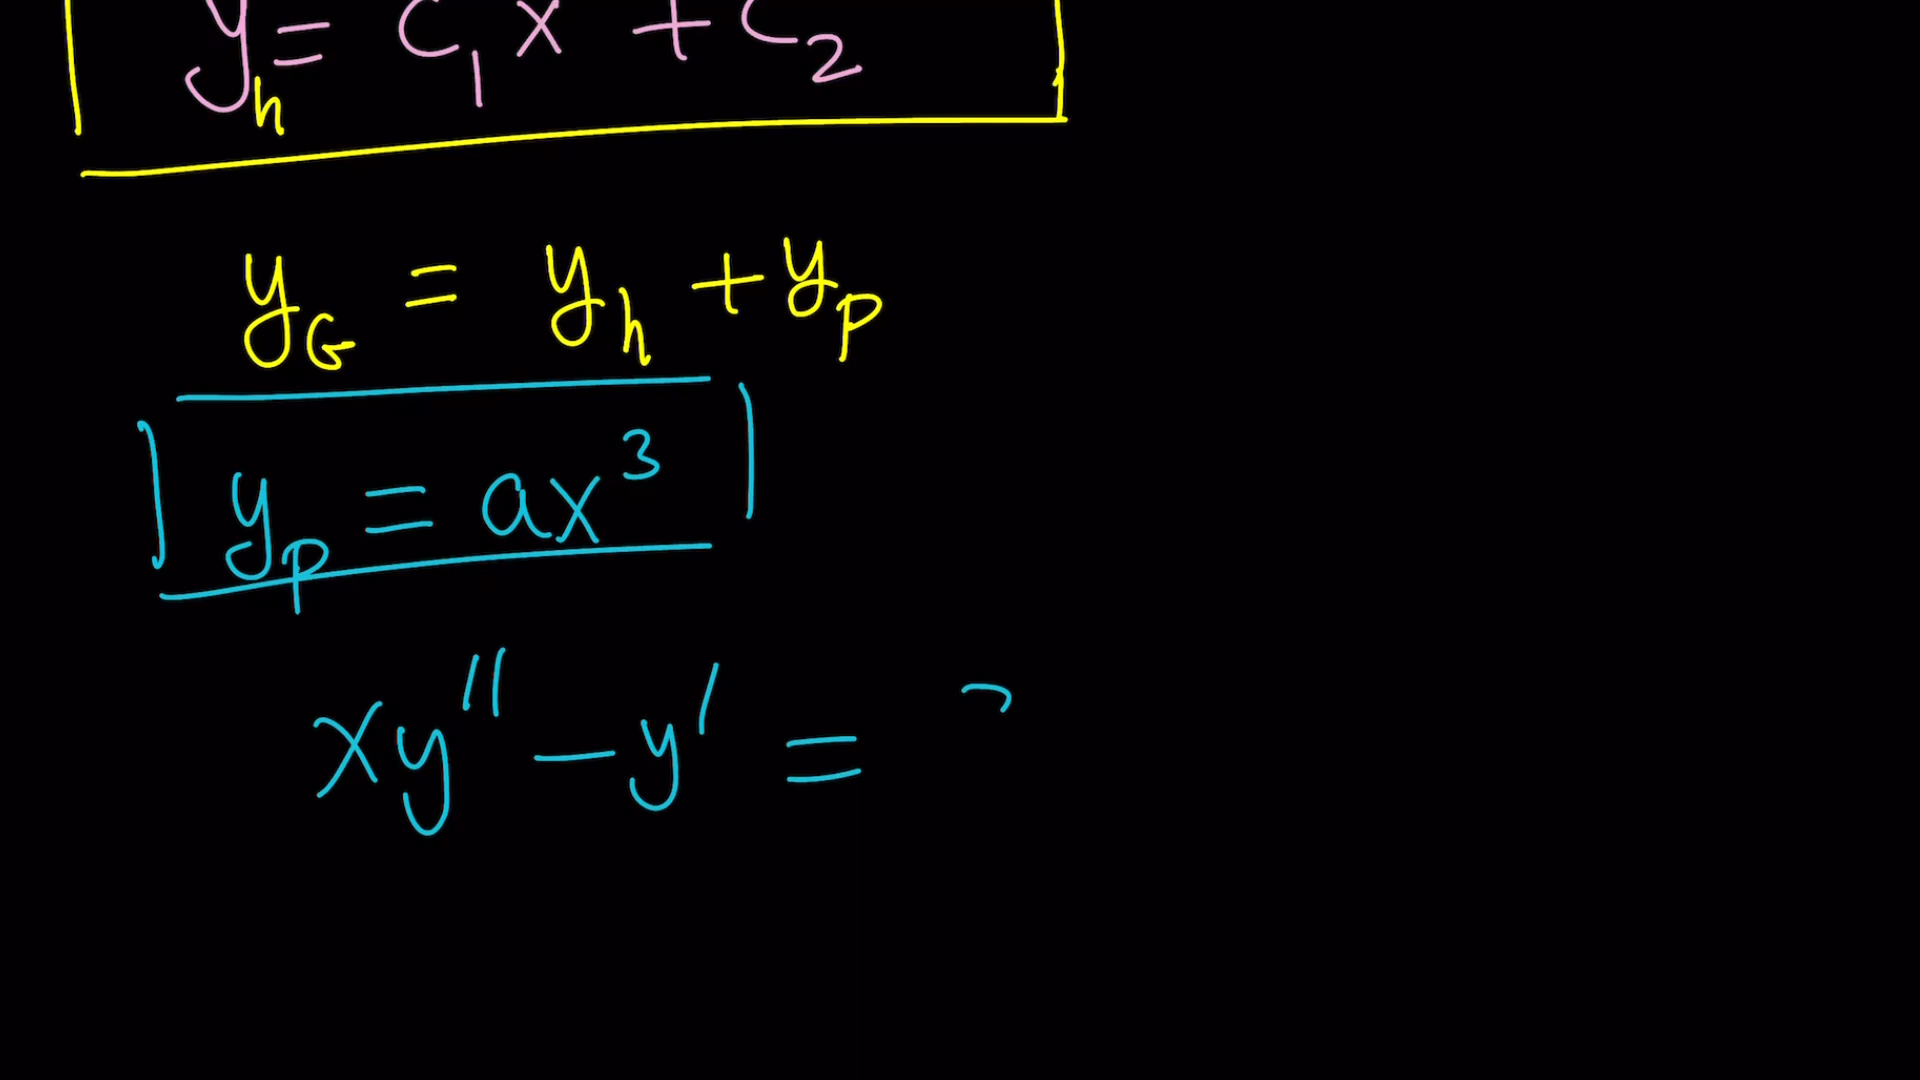 y_h = c_1 x + c_2
y_G = y_h + y_p
y_p = ax^3
xy'' - y' =